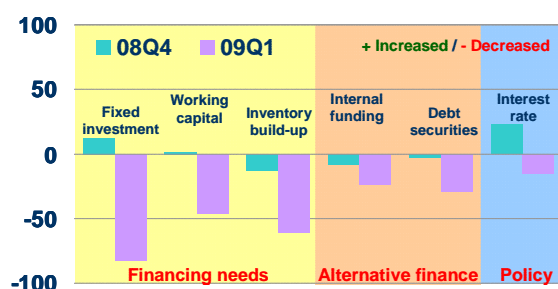 100
08Q4
09Q1
+ Increased / - Decreased
50
Fixed
investment
Working
capital
Inventory
build-up
Internal
funding
Debt
securities
Interest
rate
0
-50
-100
Financing needs
Alternative finance
Policy